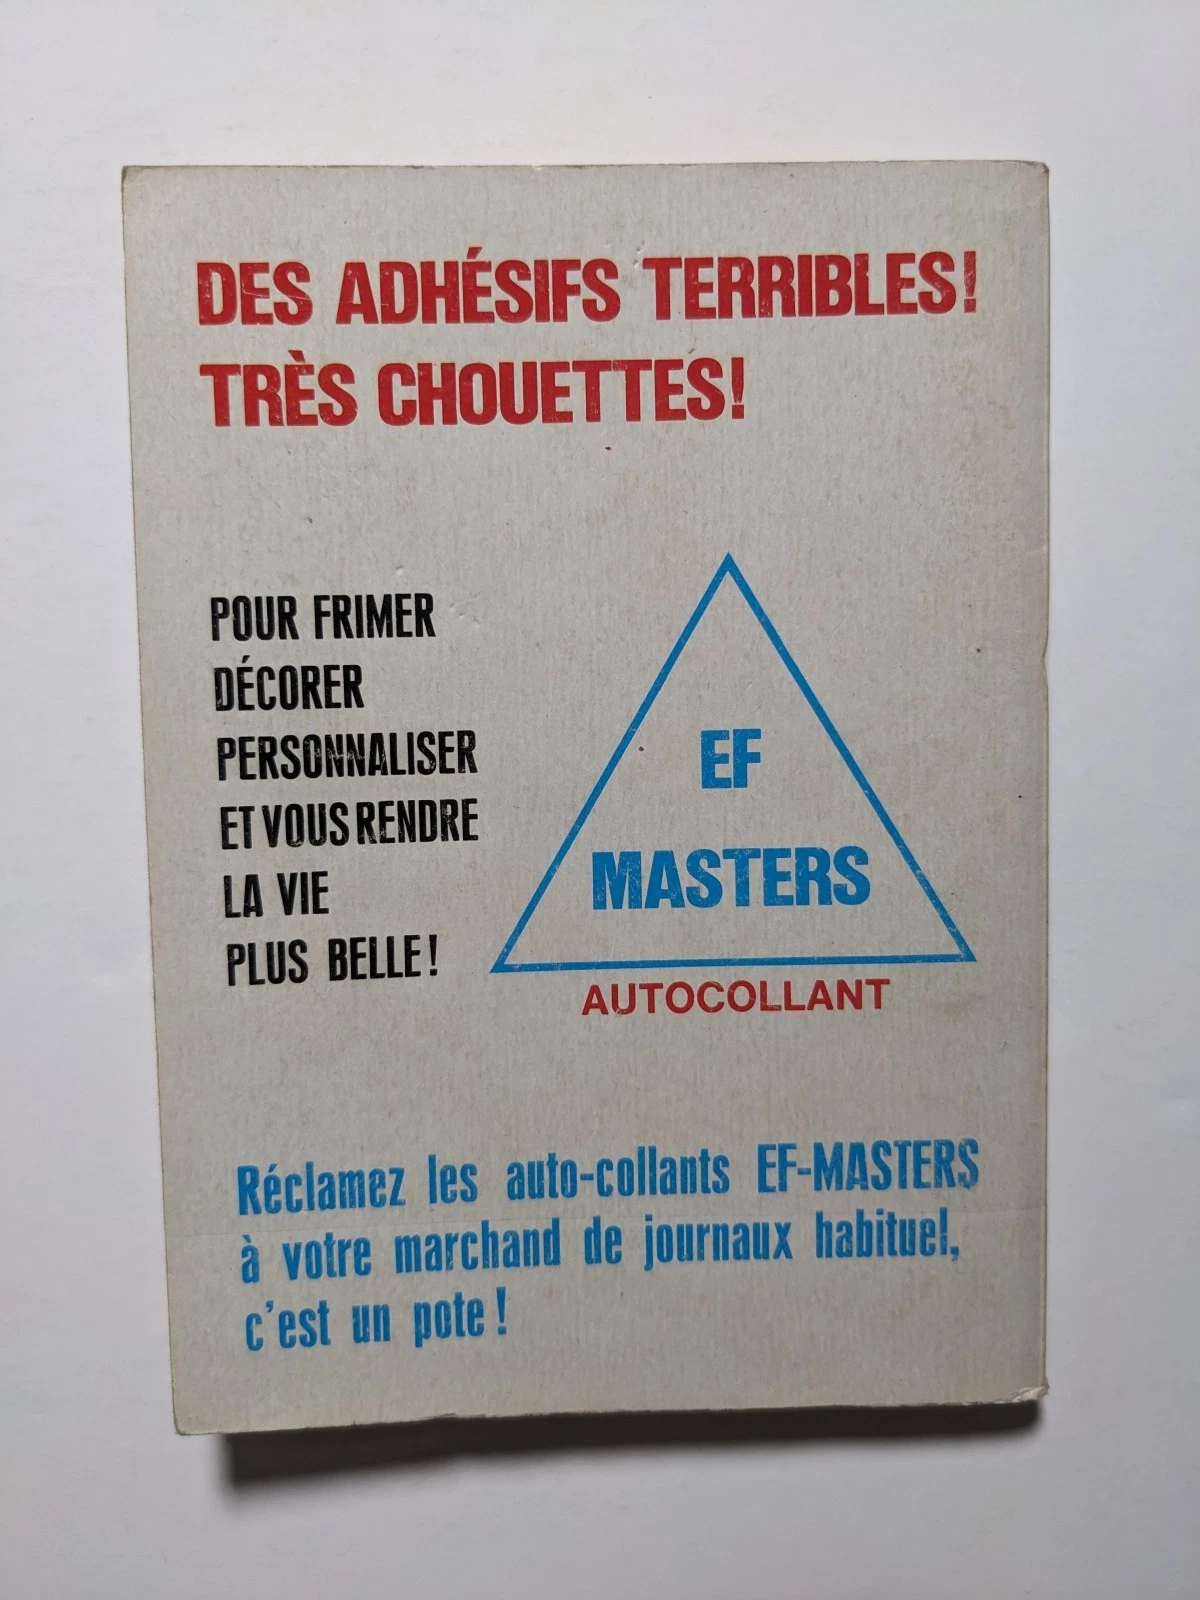 DES ADHÉSIFS TERRIBLES!
TRÈS CHOUETTES!
POUR FRIMER
DÉCORER
PERSONNALISER
ET VOUS RENDRE
LA VIE
PLUS BELLE!
EF
MASTERS
AUTOCOLLANT
Réclamez les auto-collants EF-MASTERS
à votre marchand de journaux habituel,
c'est un pote!